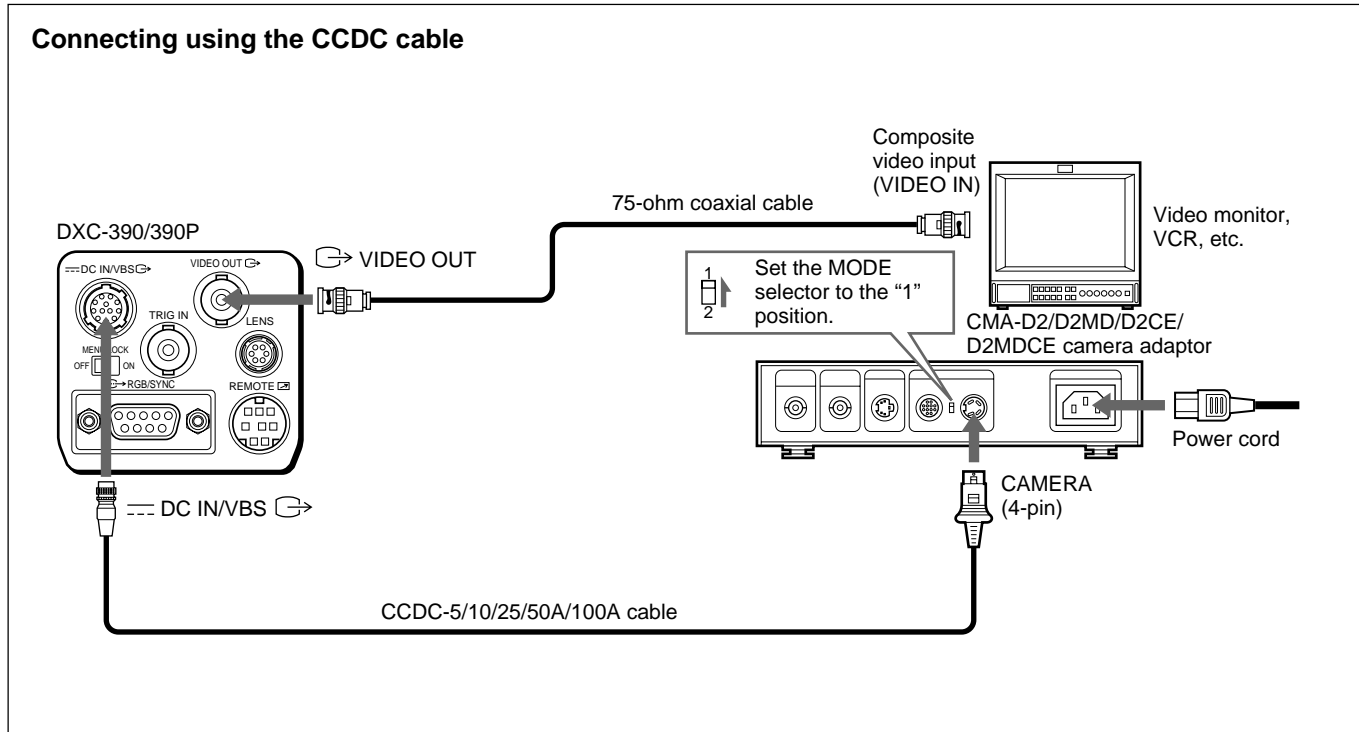 Connecting using the CCDC cable
Composite
video input
(VIDEO IN)
75-ohm coaxial cable
Video monitor,
VCR, etc.
DXC-390/390P
DC IN/VBS
VIDEO OUT
VIDEO OUT
TRIG IN
LENS
MENU LOCK
OFF
ON
RGB/SYNC
REMOTE
1
2
Set the MODE
selector to the “1”
position.
CMA-D2/D2MD/D2CE/
D2MDCE camera adaptor
Power cord
DC IN/VBS
CAMERA
(4-pin)
CCDC-5/10/25/50A/100A cable